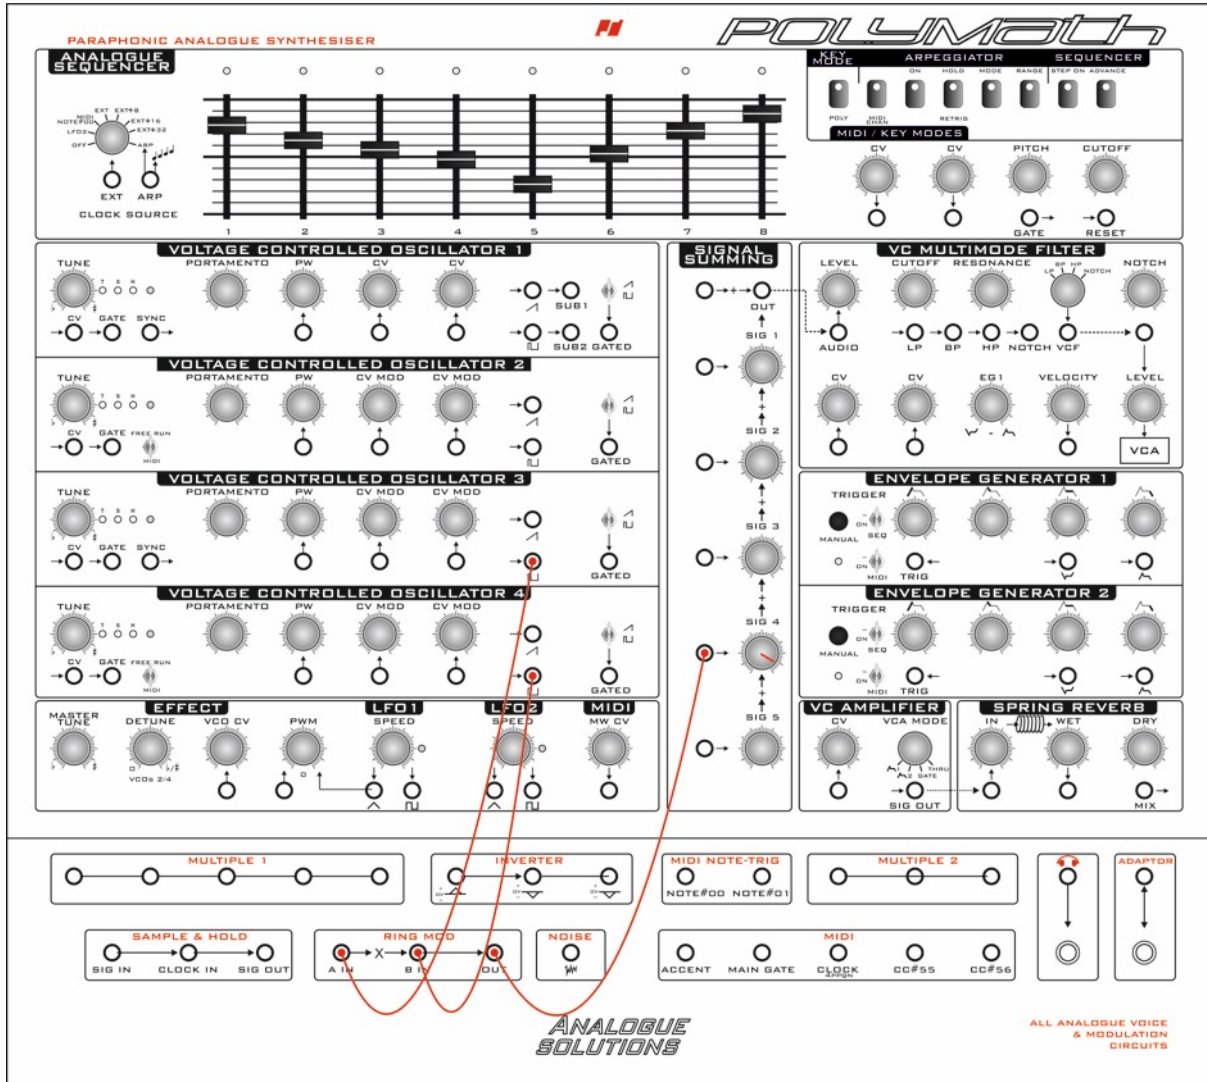 PARAPHONIC ANALOGUE SYNTHESISER
POLYMATH
ANALOGUE
SEQUENCER
OFF
LFO2
MIDI
NOTE#00
EXT
EXT÷8
EXT÷16
EXT÷32
ARP
EXT ARP
CLOCK SOURCE
1 2 3 4 5 6 7 8
KEY
MODE
ARPEGGIATOR
SEQUENCER
ON HOLD MODE RANGE STEP ON ADVANCE
POLY MIDI
CHAN RETRIG
MIDI / KEY MODES
CV CV PITCH CUTOFF
GATE RESET
VOLTAGE CONTROLLED OSCILLATOR 1
TUNE PORTAMENTO PW CV CV
T S H
SUB1
CV GATE SYNC
SUB2 GATED
VOLTAGE CONTROLLED OSCILLATOR 2
TUNE PORTAMENTO PW CV MOD CV MOD
T S H
CV GATE FREE RUN
MIDI
GATED
VOLTAGE CONTROLLED OSCILLATOR 3
TUNE PORTAMENTO PW CV MOD CV MOD
T S H
CV GATE SYNC
GATED
VOLTAGE CONTROLLED OSCILLATOR 4
TUNE PORTAMENTO PW CV MOD CV MOD
T S H
CV GATE FREE RUN
MIDI
GATED
EFFECT
LFO1
LFO2
MIDI
MASTER
TUNE
DETUNE VCO CV PWM SPEED SPEED MW CV
VCOs 2/4
SIGNAL
SUMMING
OUT
SIG 1
SIG 2
SIG 3
SIG 4
SIG 5
VC MULTIMODE FILTER
LEVEL CUTOFF RESONANCE LP BP HP NOTCH NOTCH
AUDIO LP BP HP NOTCH VCF
CV CV EG1 VELOCITY LEVEL
VCA
ENVELOPE GENERATOR 1
TRIGGER
MANUAL
ON
SEQ
ON
MIDI
TRIG
ENVELOPE GENERATOR 2
TRIGGER
MANUAL
ON
SEQ
ON
MIDI
TRIG
VC AMPLIFIER
CV VCA MODE
1
2 GATE THRU
SIG OUT
SPRING REVERB
IN WET DRY
MIX
MULTIPLE 1
INVERTER
+
0V
-
+
0V
-
+
0V
-
MIDI NOTE-TRIG
NOTE#00 NOTE#01
MULTIPLE 2
ADAPTOR
SAMPLE & HOLD
SIG IN CLOCK IN SIG OUT
RING MOD
A IN X B IN OUT
NOISE
MIDI
ACCENT MAIN GATE CLOCK CC#55 CC#56
4PPQN
ANALOGUE
SOLUTIONS
ALL ANALOGUE VOICE
& MODULATION
CIRCUITS